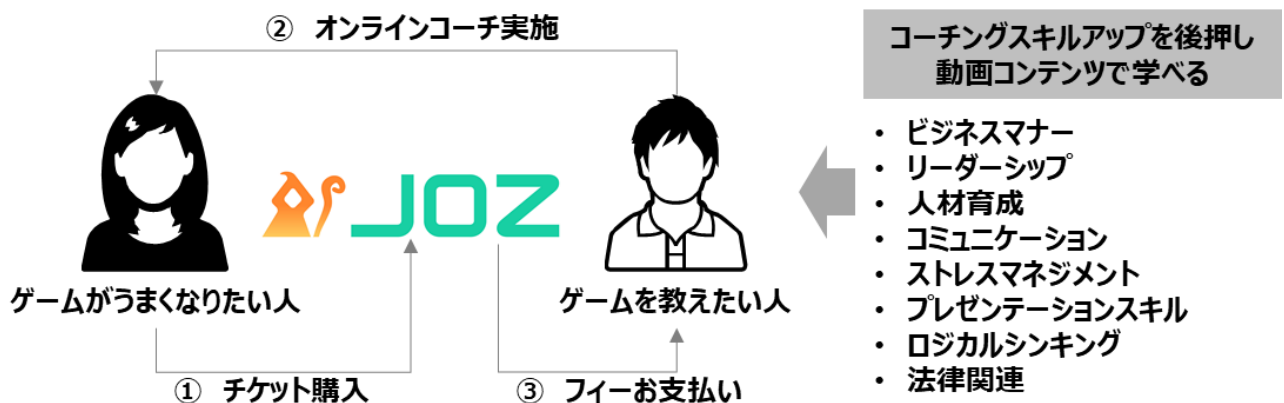 ② オンラインコーチ実施
JOZ
ゲームがうまくなりたい人
ゲームを教えたい人
① チケット購入
③ フィーお支払い
コーチングスキルアップを後押し
動画コンテンツで学べる
・ ビジネスマナー
・ リーダーシップ
・ 人材育成
・ コミュニケーション
・ ストレスマネジメント
・ プレゼンテーションスキル
・ ロジカルシンキング
・ 法律関連